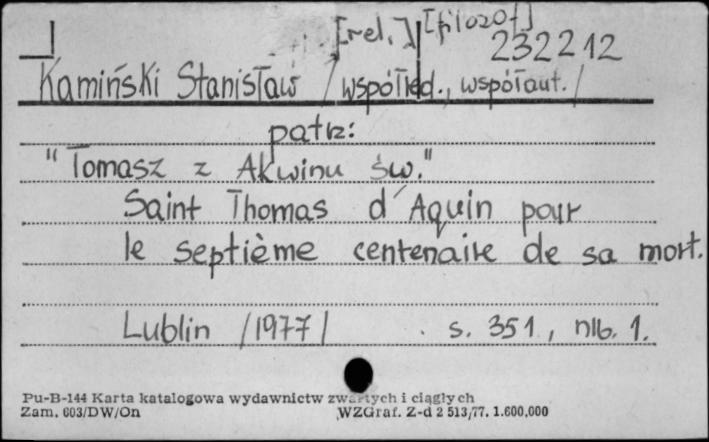 [rel.] [filozof.]
232212
Kamiński Stanisław /współred., współaut./
patrz:
"Tomasz z Akwinu św."
Saint Thomas d'Aquin pour
le septième centenaire de sa mort.
Lublin /1977/ s. 351, nlb. 1.
Pu-B-144 Karta katalogowa wydawnictw zwartych i ciągłych
Zam. 603/DW/On WZGraf. Z-d 2 513/77. 1.600,000